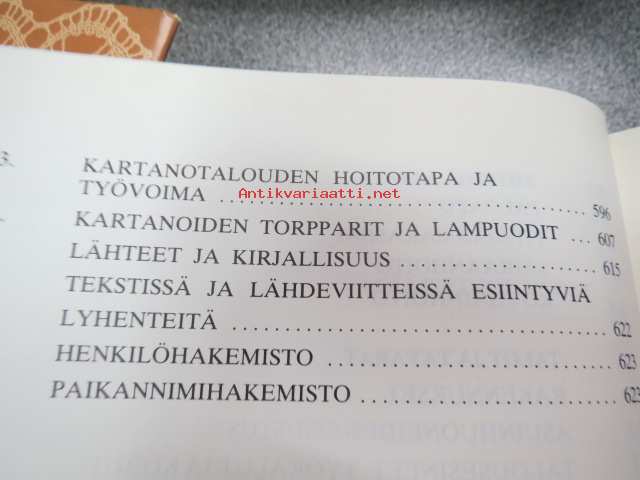 3.
KARTANOTALOUDEN HOITOTAPA JA
TYÖVOIMA ........................................ 596
Antikvariaatti.net
KARTANOIDEN TORPPARIT JA LAMPUODIT ... 607
LÄHTEET JA KIRJALLISUUS ........................ 615
TEKSTISSÄ JA LÄHDEVIITTEISSÄ ESIINTYVIÄ
LYHENTEITÄ ........................................ 622
HENKILÖHAKEMISTO ................................ 623
PAIKANNIMIHAKEMISTO ............................ 623